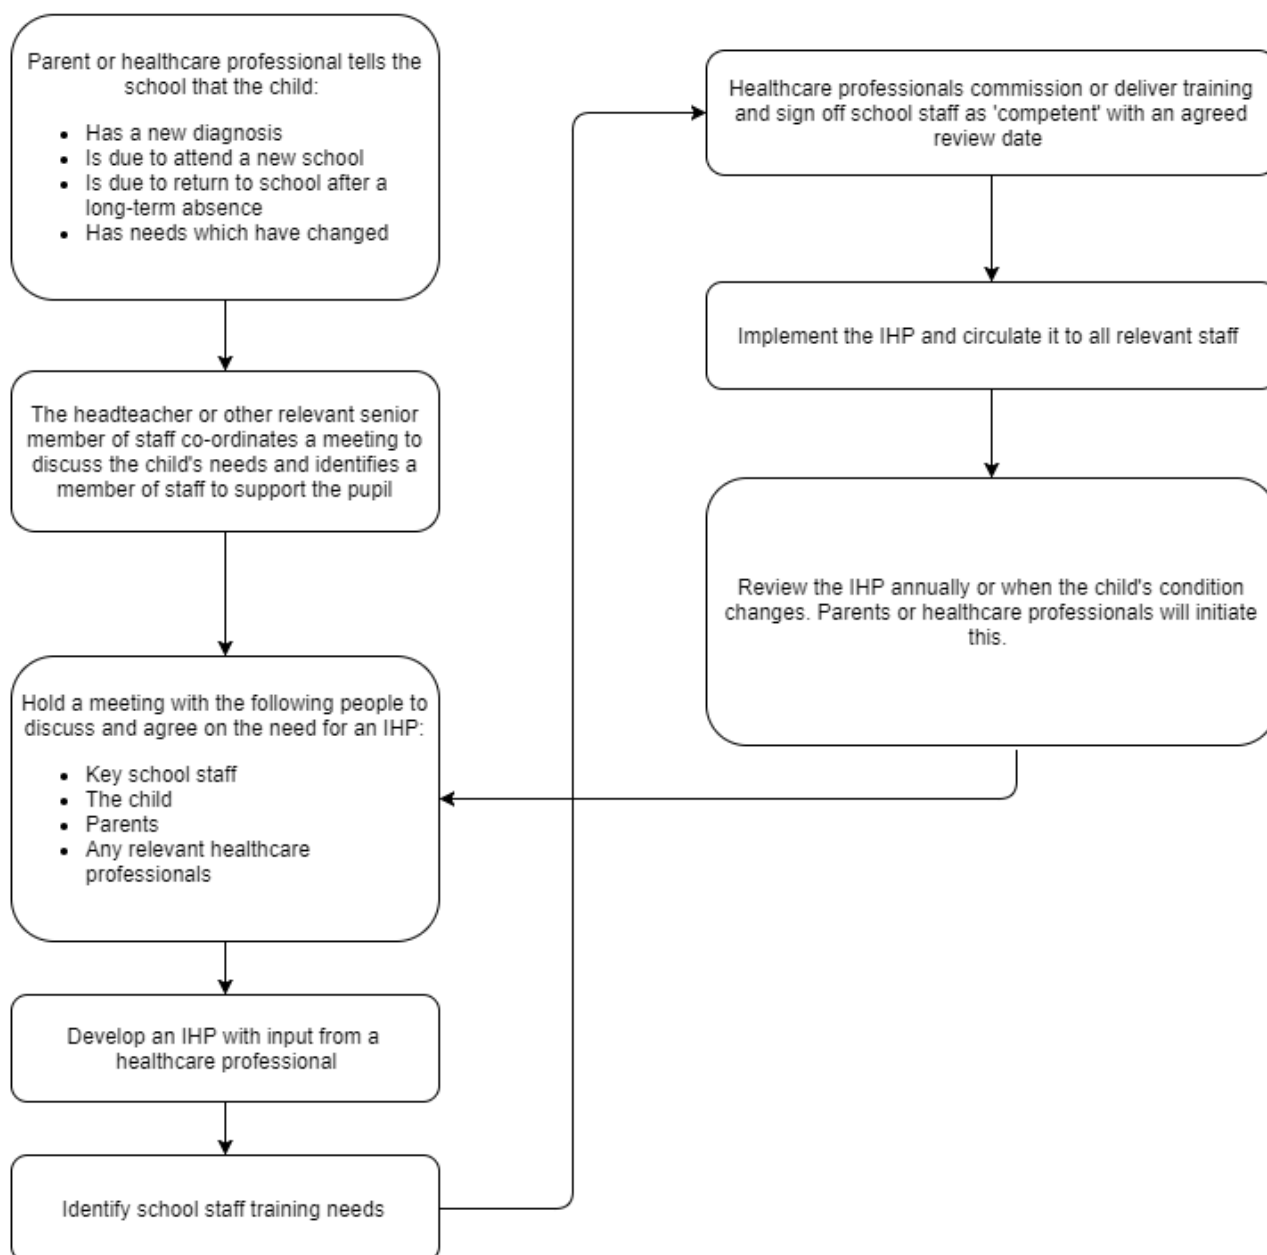 Parent or healthcare professional tells the
school that the child:
• Has a new diagnosis
• Is due to attend a new school
• Is due to return to school after a
long-term absence
• Has needs which have changed
The headteacher or other relevant senior
member of staff co-ordinates a meeting to
discuss the child's needs and identifies a
member of staff to support the pupil
Hold a meeting with the following people to
discuss and agree on the need for an IHP:
• Key school staff
• The child
• Parents
• Any relevant healthcare
professionals
Develop an IHP with input from a
healthcare professional
Identify school staff training needs
Healthcare professionals commission or deliver training
and sign off school staff as 'competent' with an agreed
review date
Implement the IHP and circulate it to all relevant staff
Review the IHP annually or when the child's condition
changes. Parents or healthcare professionals will initiate
this.